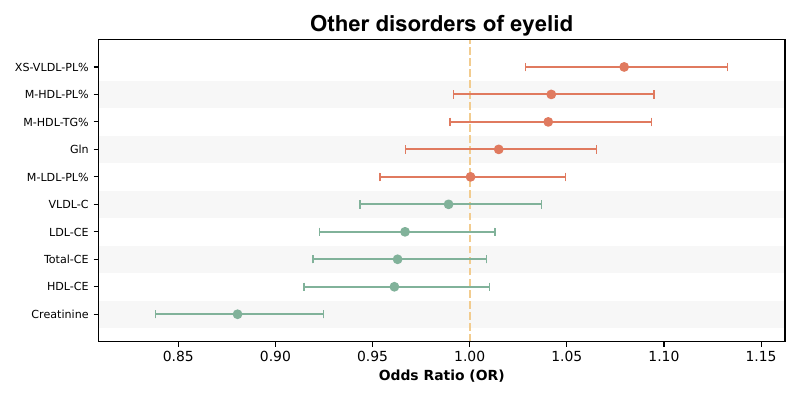 Other disorders of eyelid
XS-VLDL-PL%
M-HDL-PL%
M-HDL-TG%
Gln
M-LDL-PL%
VLDL-C
LDL-CE
Total-CE
HDL-CE
Creatinine
0.85 0.90 0.95 1.00 1.05 1.10 1.15
Odds Ratio (OR)